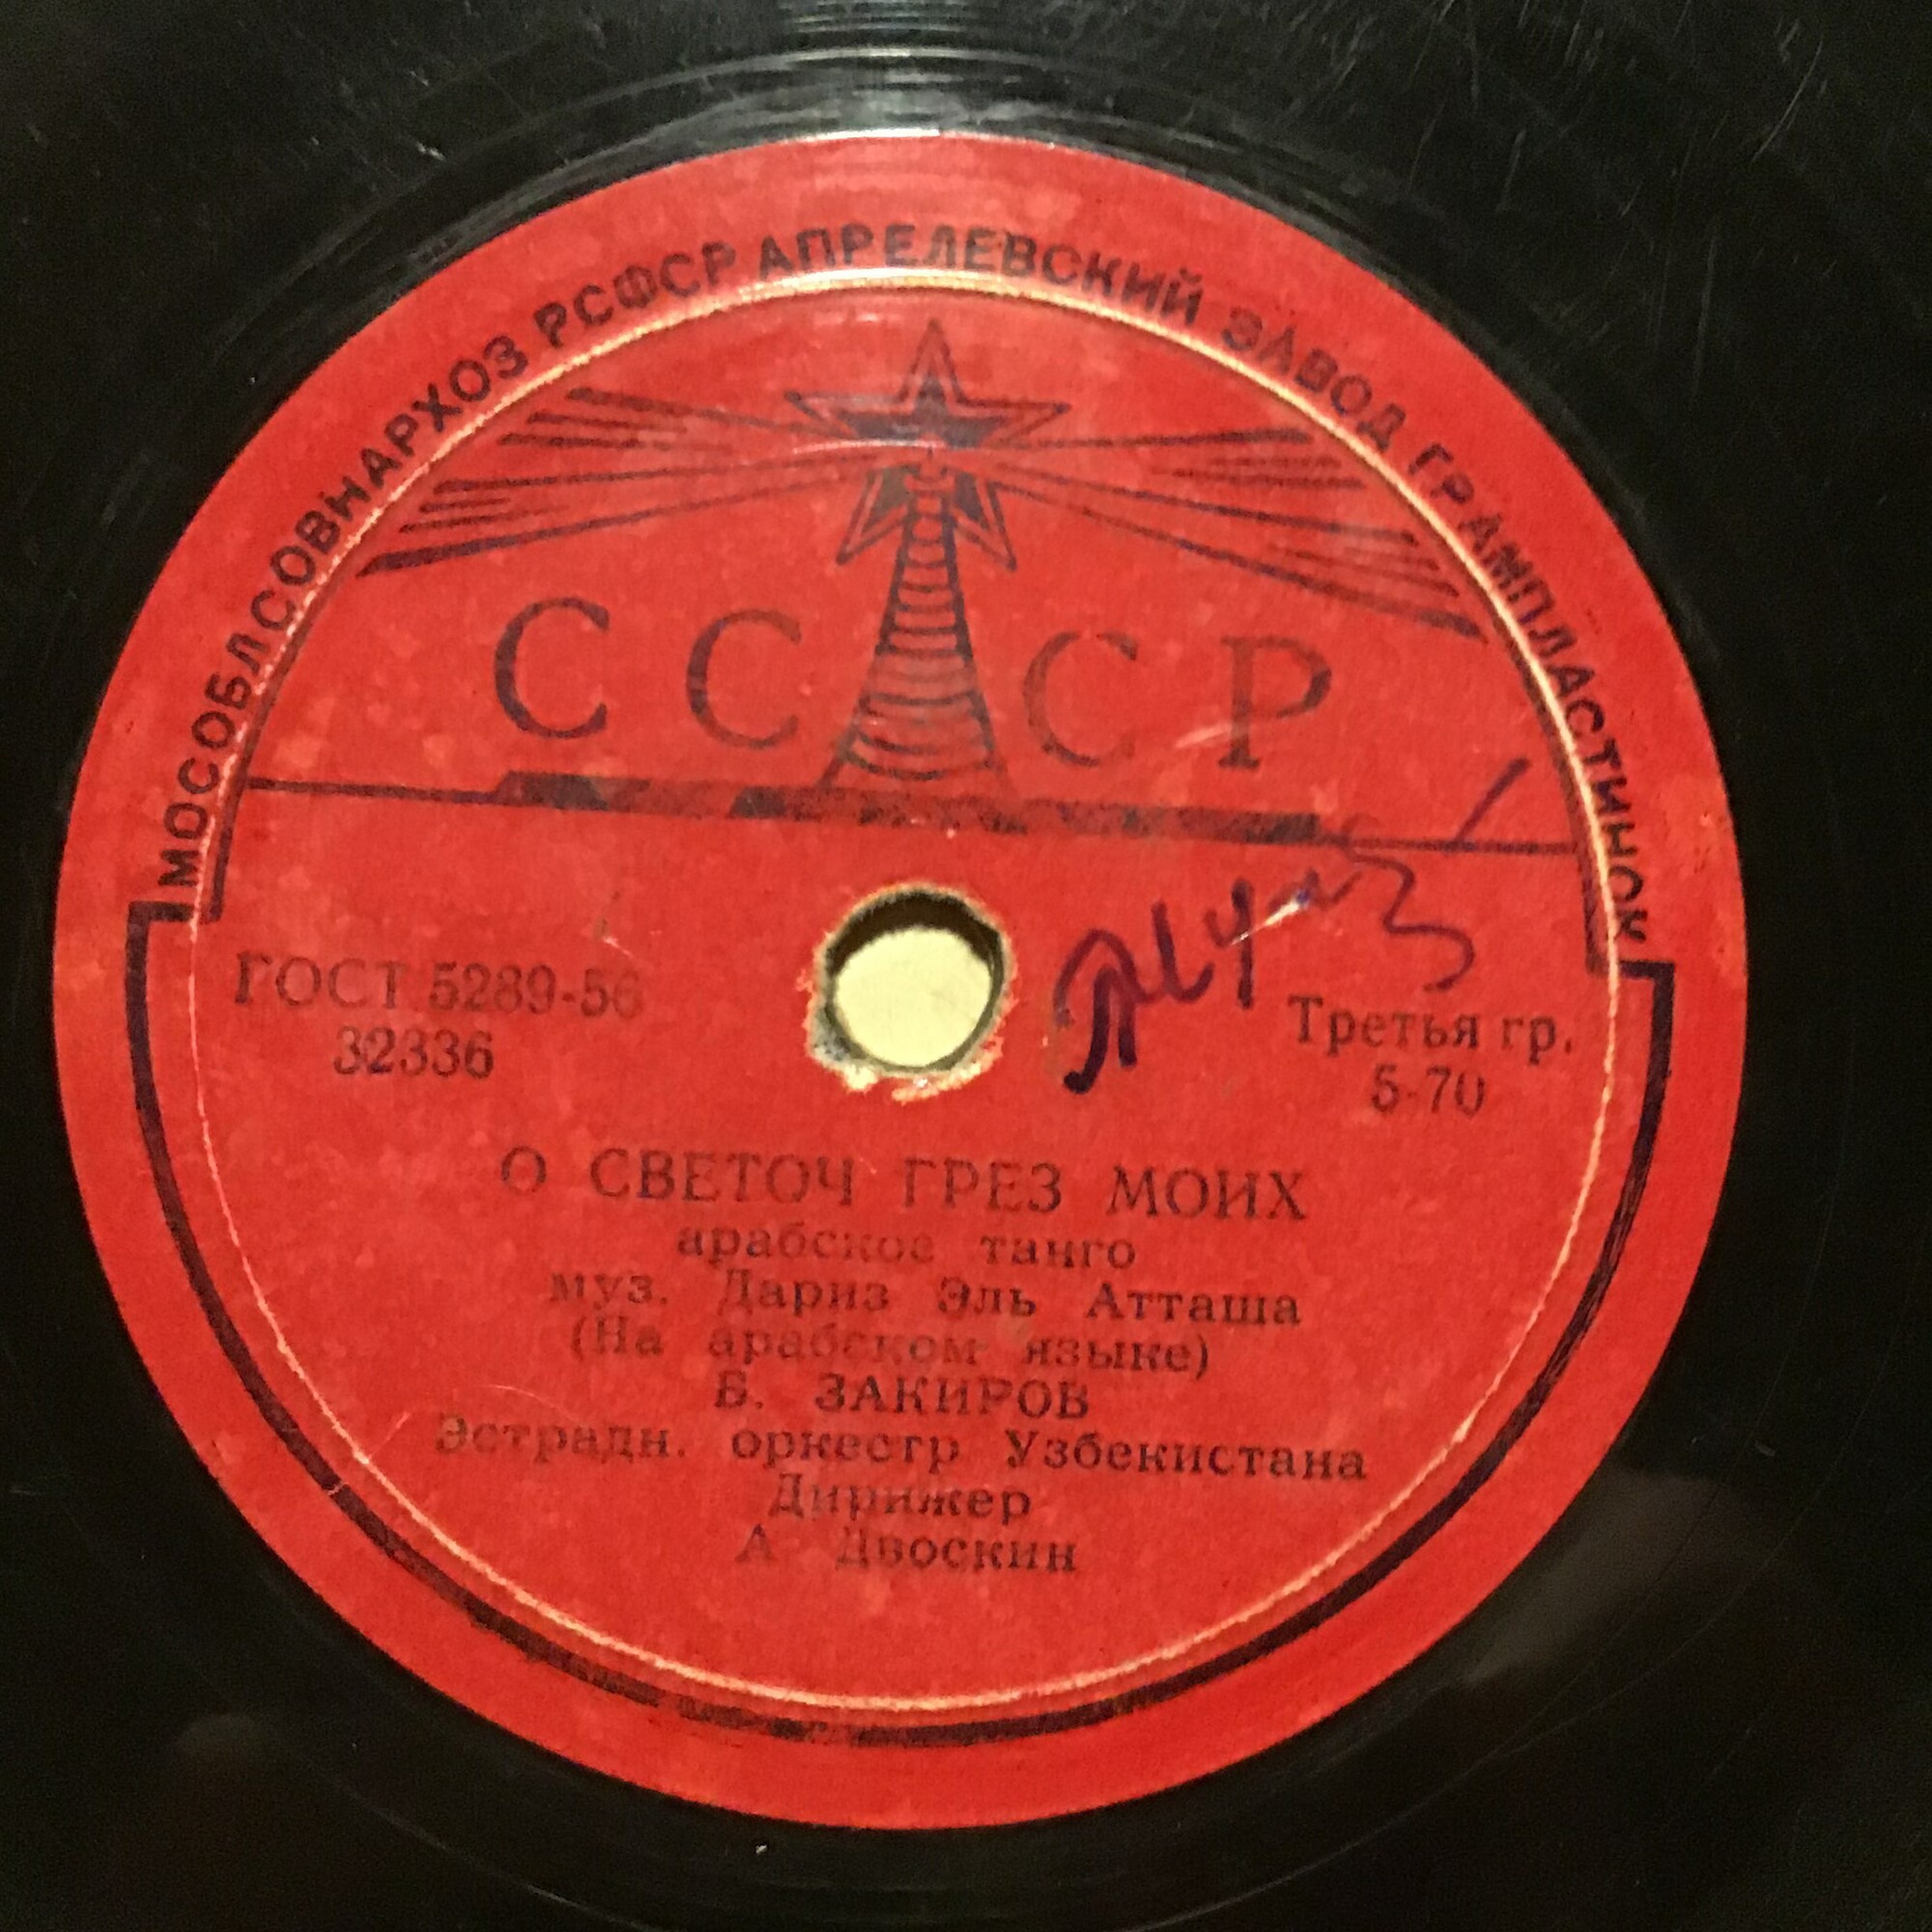 МОСОБЛСОВНАРХОЗ РСФСР АПРЕЛЕВСКИЙ ЗАВОД ГРАМПЛАСТИНОК
СССР
ГОСТ 5289-56
32336
Третья гр.
5-70
О СВЕТОЧ ГРЕЗ МОИХ
арабское танго
муз. Дариз Эль Атташа
(На арабском языке)
Б. ЗАКИРОВ
Эстрадн. оркестр Узбекистана
Дирижер
А Двоскин